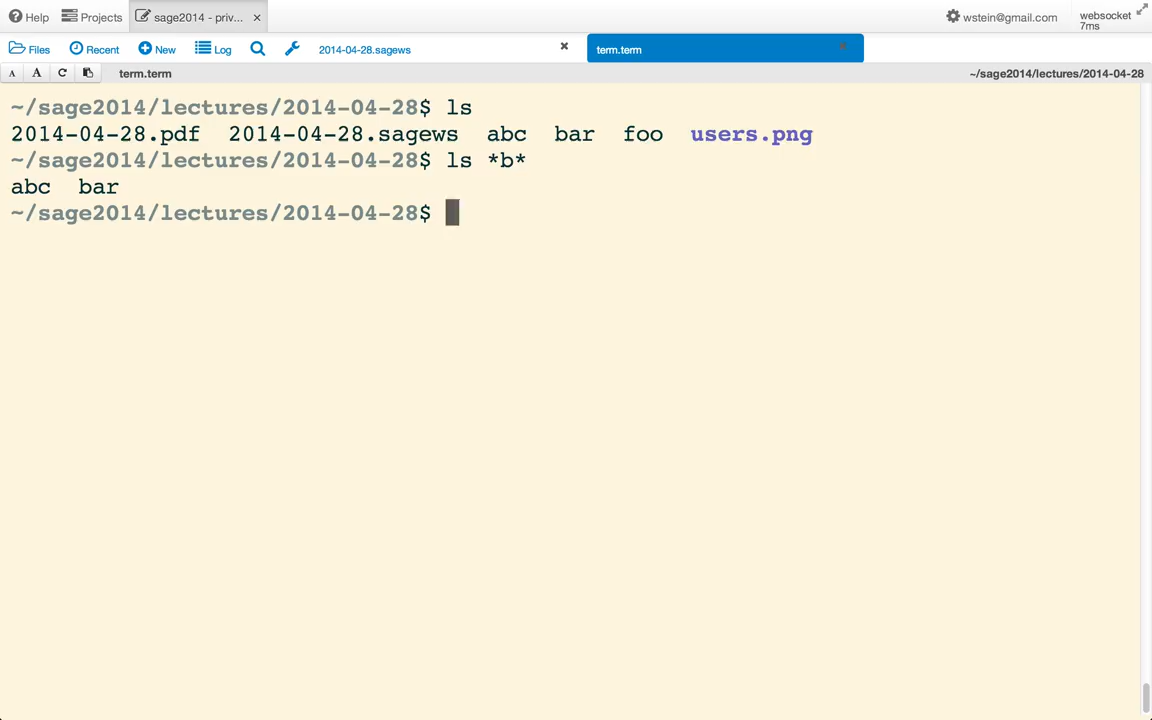 Help Projects sage2014 - priv... × wstein@gmail.com websocket 7ms
Files Recent New Log 2014-04-28.sagews × term.term ×
A A C term.term ~/sage2014/lectures/2014-04-28
~/sage2014/lectures/2014-04-28$ ls
2014-04-28.pdf 2014-04-28.sagews abc bar foo users.png
~/sage2014/lectures/2014-04-28$ ls *b*
abc bar
~/sage2014/lectures/2014-04-28$